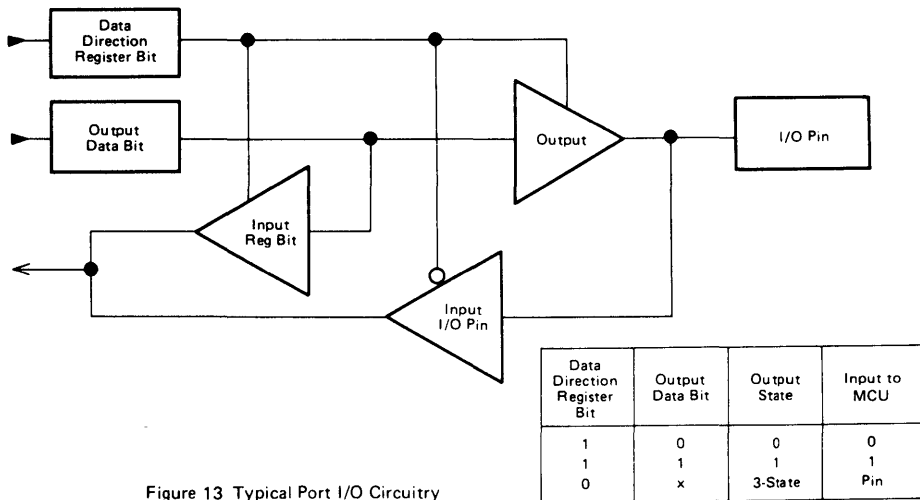 Data
Direction
Register Bit
Output
Data Bit
Output
I/O Pin
Input
Reg Bit
Input
I/O Pin
Data
Direction
Register
Bit
Output
Data Bit
Output
State
Input to
MCU
1 0 0 0
1 1 1 1
0 x 3-State Pin
Figure 13 Typical Port I/O Circuitry